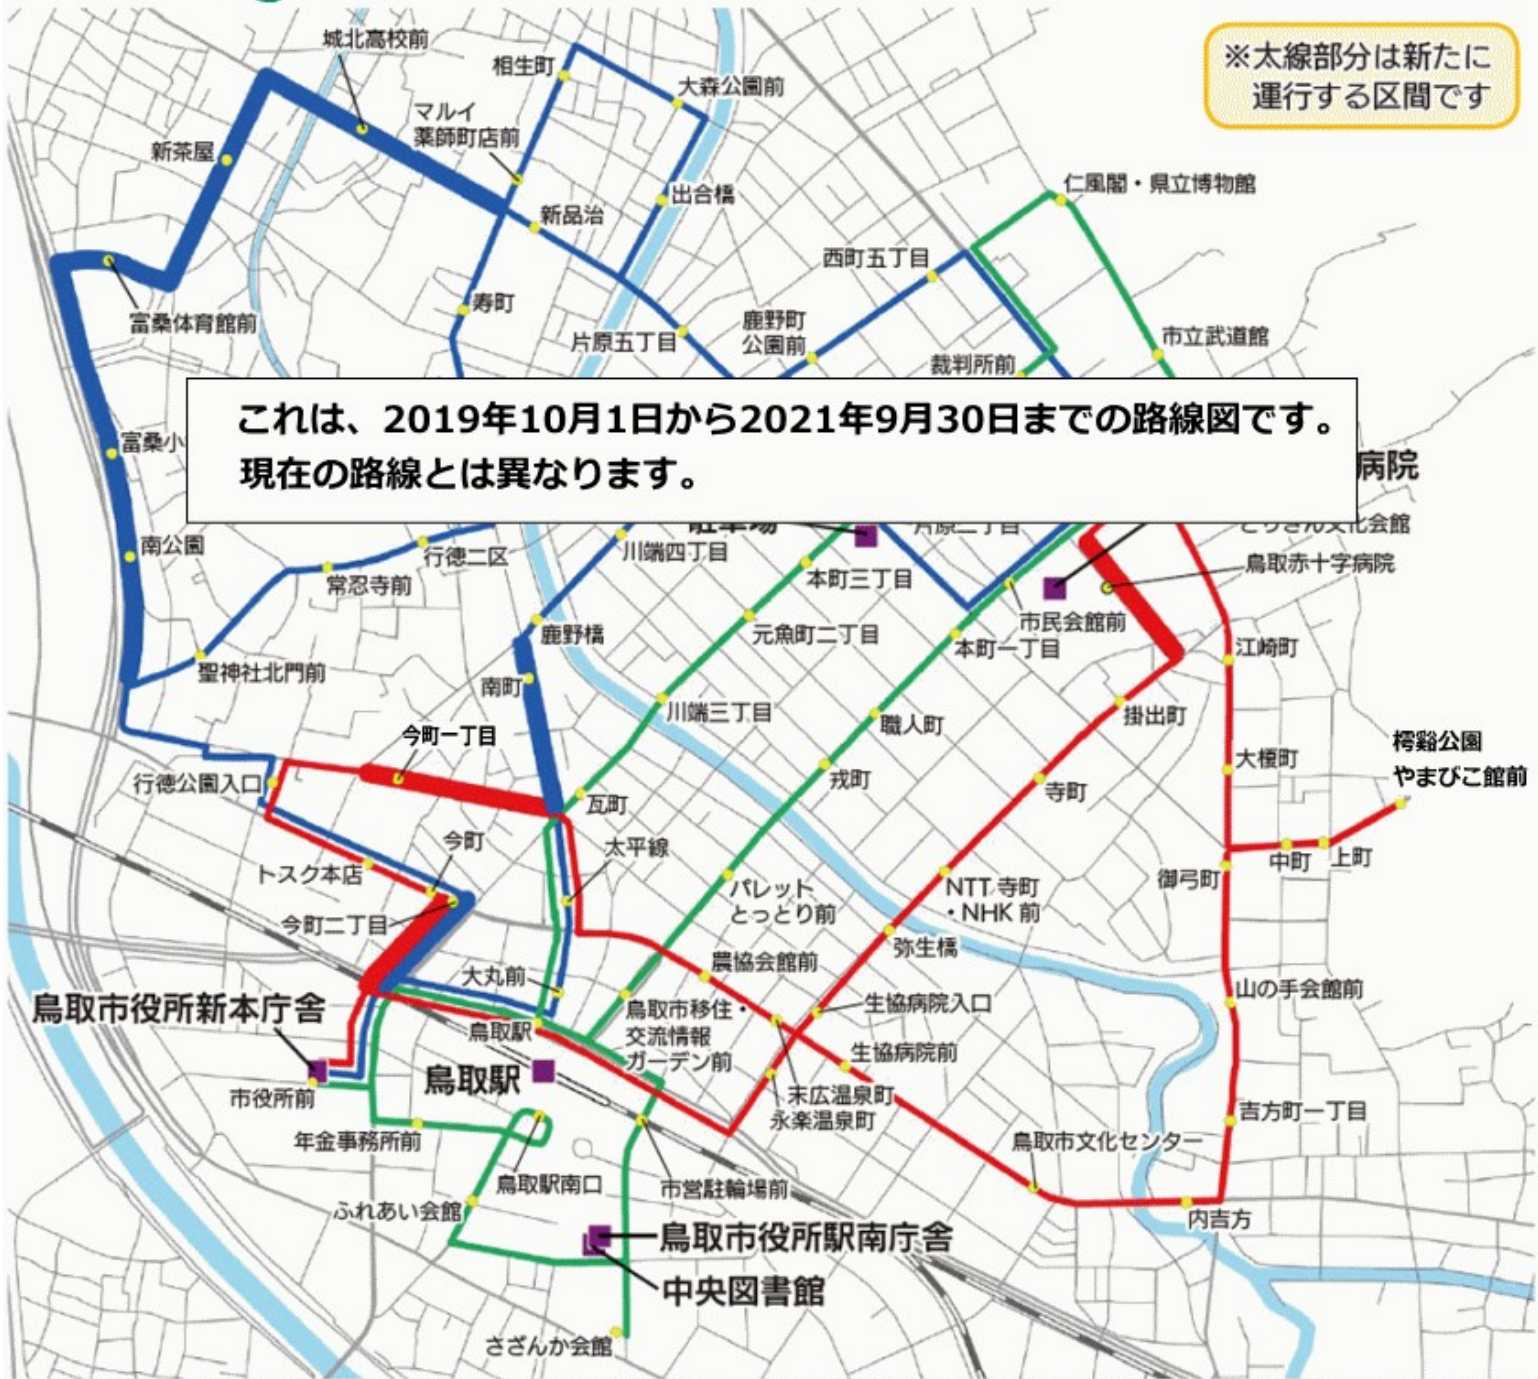 ※太線部分は新たに
運行する区間です
城北高校前
相生町
大森公園前
マルイ
薬師町店前
新茶屋
出合橋
新品治
仁風閣・県立博物館
西町五丁目
寿町
富桑体育館前
片原五丁目
鹿野町
公園前
市立武道館
裁判所前
これは、2019年10月1日から2021年9月30日までの路線図です。
現在の路線とは異なります。
富桑小
病院
片原二丁目
とりぎん文化会館
南公園
行徳二区
川端四丁目
常忍寺前
本町三丁目
鳥取赤十字病院
鹿野橋
元魚町二丁目
市民会館前
本町一丁目
江崎町
聖神社北門前
南町
川端三丁目
職人町
掛出町
今町一丁目
樗谿公園
やまびこ館前
大榎町
行徳公園入口
戎町
寺町
瓦町
今町
太平線
トスク本店
中町
上町
御弓町
パレット
とっとり前
NTT 寺町
・NHK 前
今町二丁目
弥生橋
大丸前
農協会館前
山の手会館前
鳥取市役所新本庁舎
鳥取市移住・
交流情報
ガーデン前
生協病院入口
鳥取駅
生協病院前
鳥取駅
市役所前
末広温泉町
永楽温泉町
吉方町一丁目
年金事務所前
鳥取市文化センター
鳥取駅南口
市営駐輪場前
ふれあい会館
内吉方
鳥取市役所駅南庁舎
中央図書館
さざんか会館